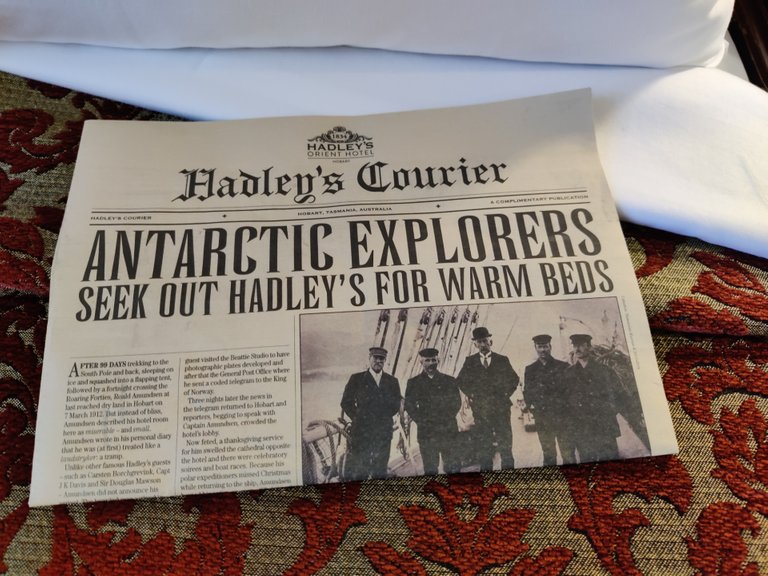 1834
HADLEY'S
ORIENT HOTEL
HOBART
Hadley's Courier
HADLEY'S COURIER
HOBART, TASMANIA, AUSTRALIA
A COMPLIMENTARY PUBLICATION
ANTARCTIC EXPLORERS
SEEK OUT HADLEY'S FOR WARM BEDS
AFTER 99 DAYS trekking to the
South Pole and back, sleeping on
ice and squashed into a flapping tent,
followed by a fortnight crossing the
Roaring Forties, Roald Amundsen at
last reached dry land in Hobart on
7 March 1912. But instead of bliss,
Amundsen described his hotel room
here as miserable – and small.
Amundsen wrote in his personal diary
that he was (at first) treated like a
landstryker: a tramp.
Unlike other famous Hadley's guests
- such as Carsten Borchgrevink, Capt
J K Davis and Sir Douglas Mawson
- Amundsen did not announce his
guest visited the Beattie Studio to have
photographic plates developed and
after that the General Post Office where
he sent a coded telegram to the King
of Norway.
Three nights later the news in
the telegram returned to Hobart and
reporters, begging to speak with
Captain Amundsen, crowded the
hotel's lobby.
Now feted, a thanksgiving service
for him swelled the cathedral opposite
the hotel and there were celebratory
soirees and boat races. Because his
polar expeditioners missed Christmas
while returning to the ship, Amundsen